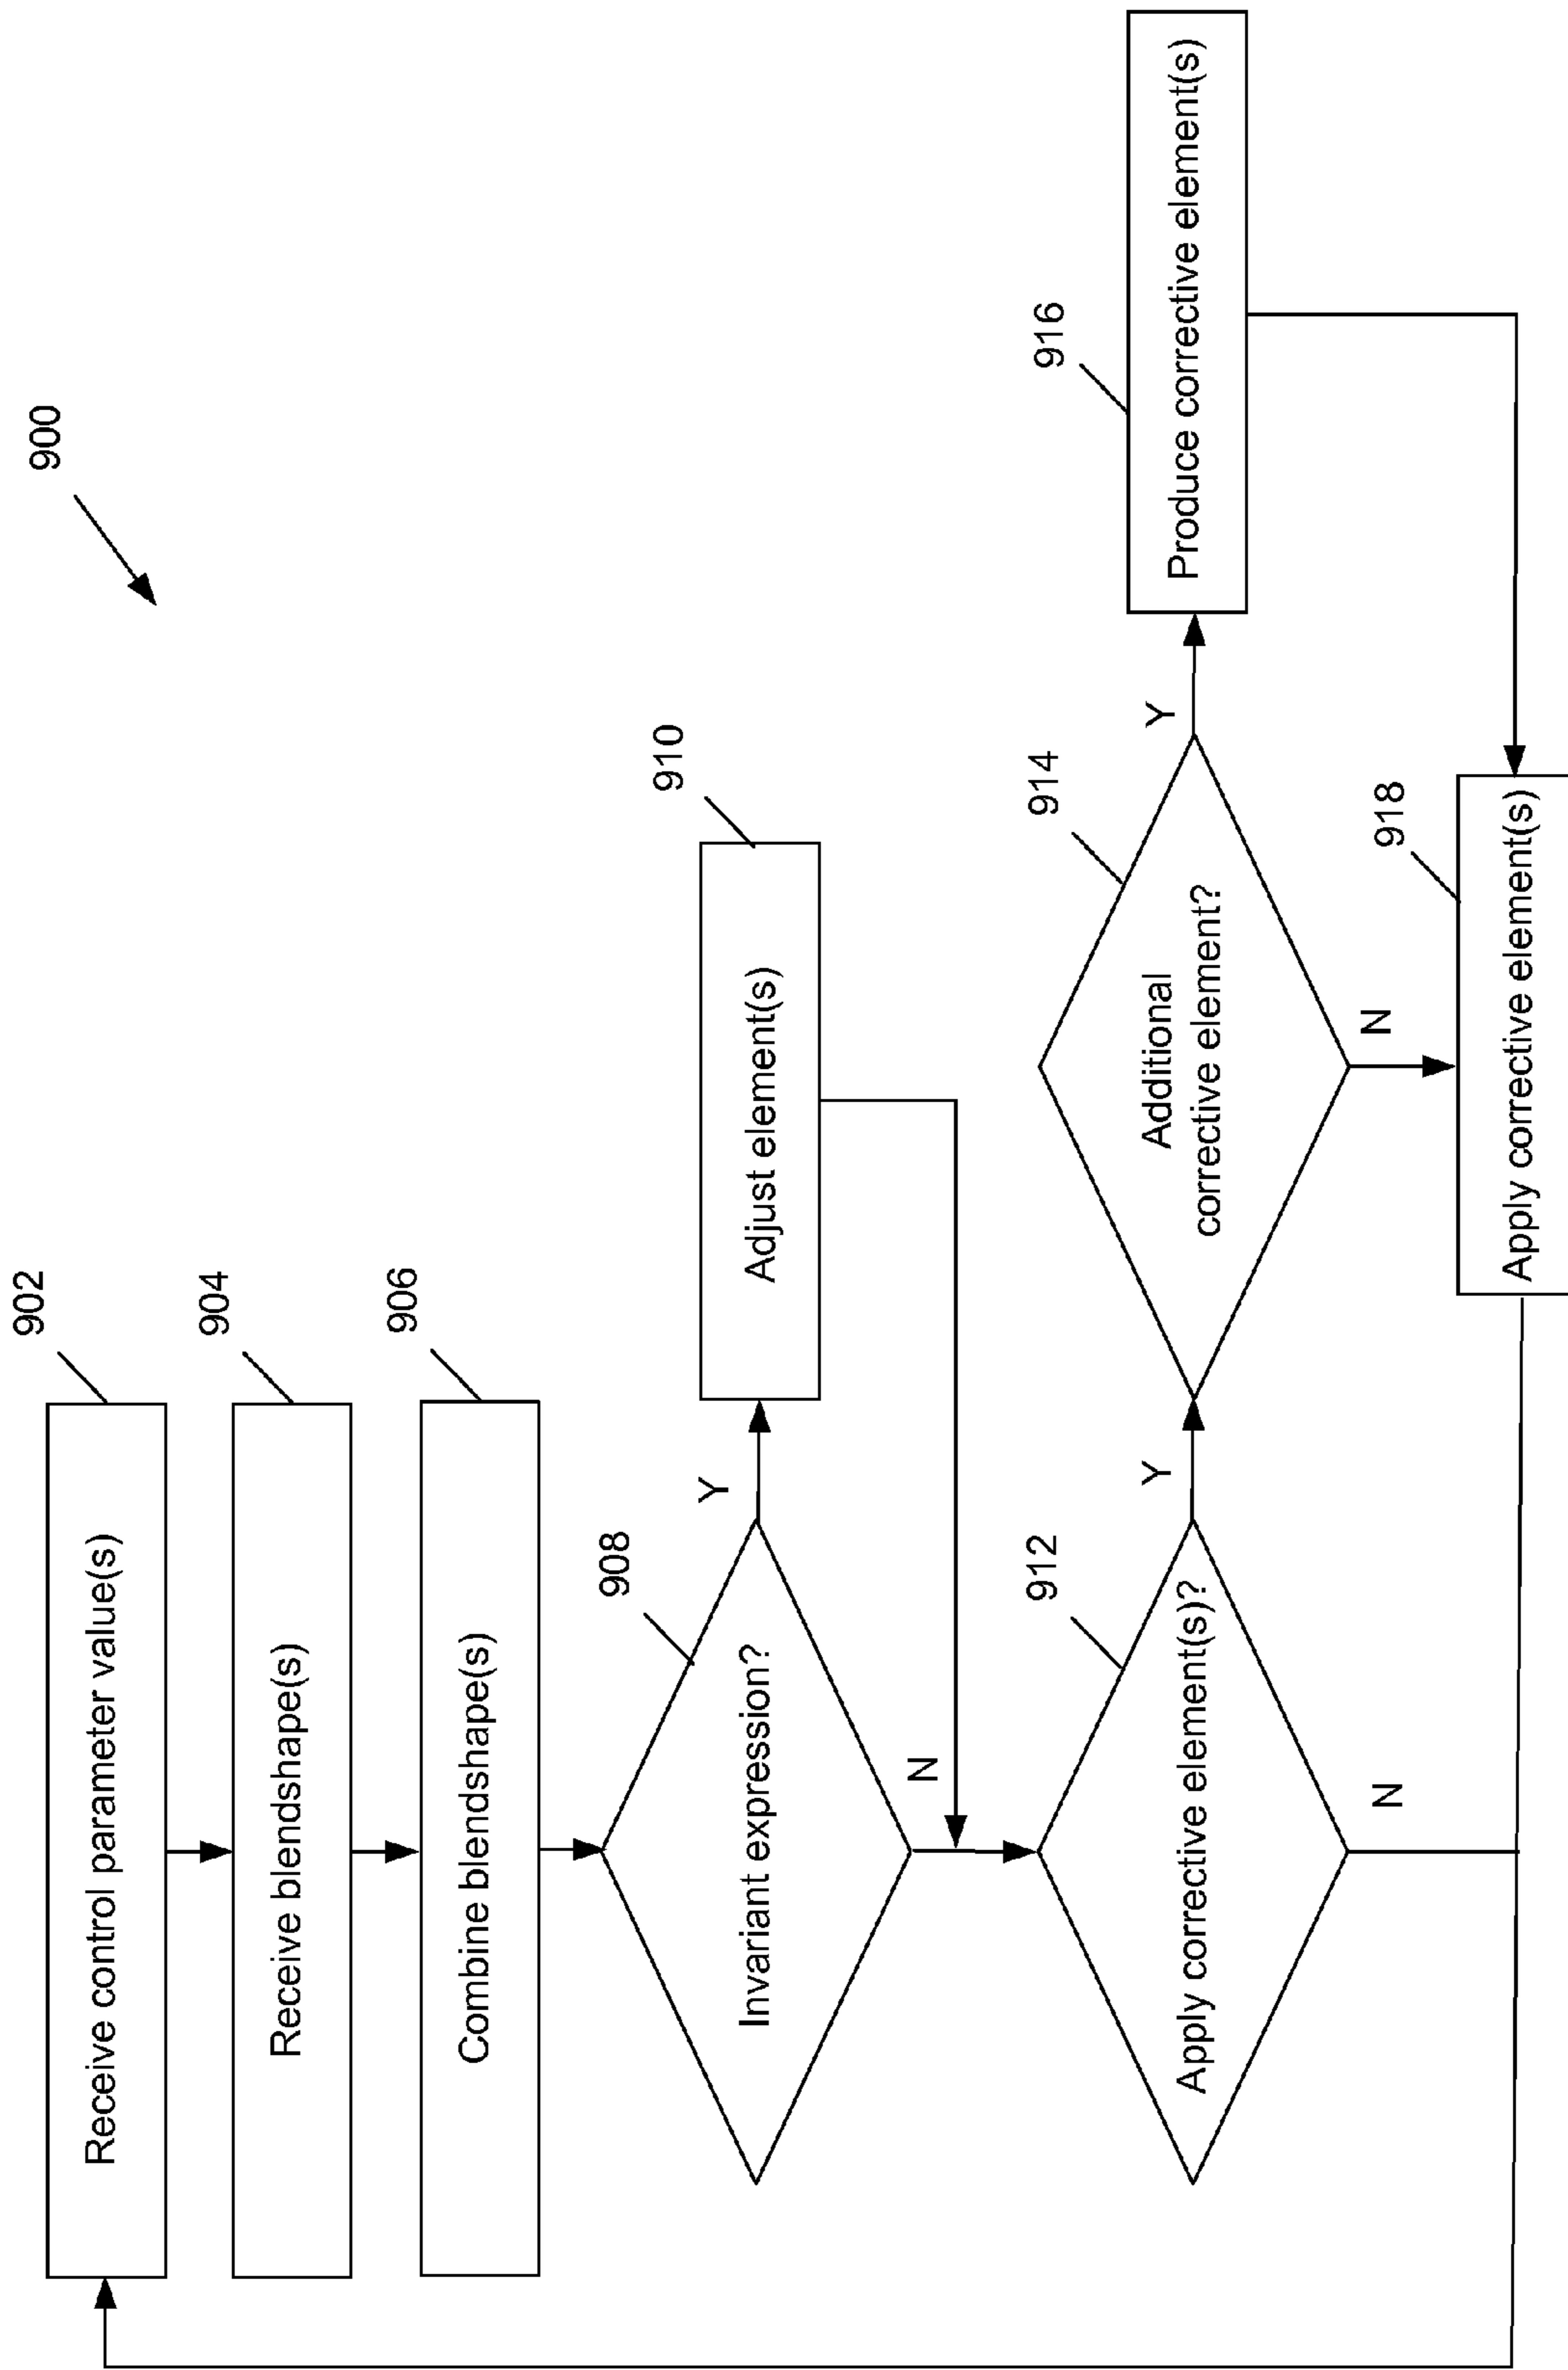 900
902
Receive control parameter value(s)
904
Receive blendshape(s)
906
Combine blendshape(s)
908
Invariant expression?
Y
N
910
Adjust element(s)
912
Apply corrective element(s)?
Y
N
914
Additional
corrective element?
Y
N
916
Produce corrective element(s)
918
Apply corrective element(s)